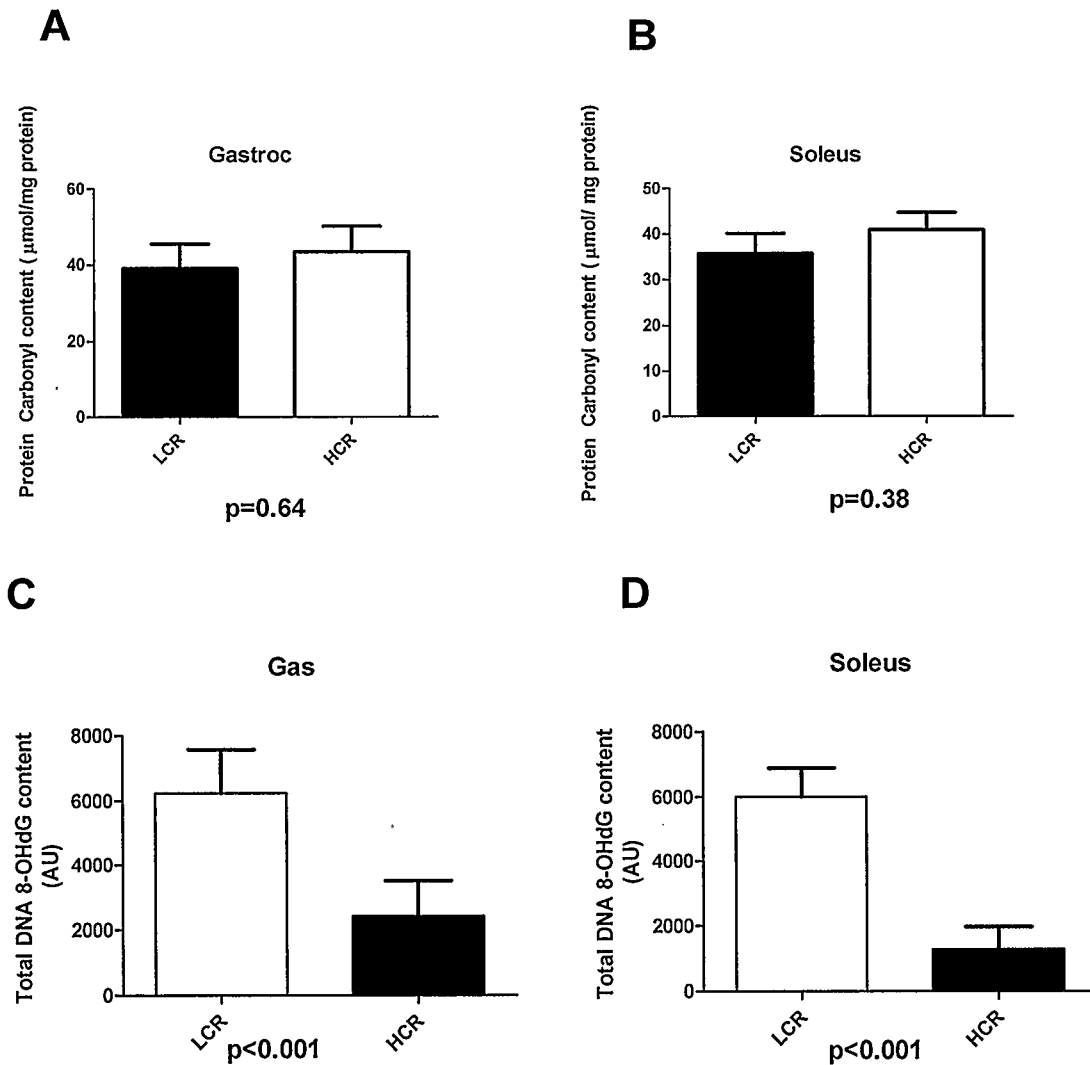 A
Gastroc
Protein Carbonyl content ( μmol/mg protein)
60
40
20
0
LCR
HCR
p=0.64
B
Soleus
Protien Carbonyl content ( μmol/ mg protein)
50
40
30
20
10
0
LCR
HCR
p=0.38
C
Gas
Total DNA 8-OHdG content
(AU)
8000
6000
4000
2000
0
LCR
HCR
p<0.001
D
Soleus
Total DNA 8-OHdG content
(AU)
8000
6000
4000
2000
0
LCR
HCR
p<0.001